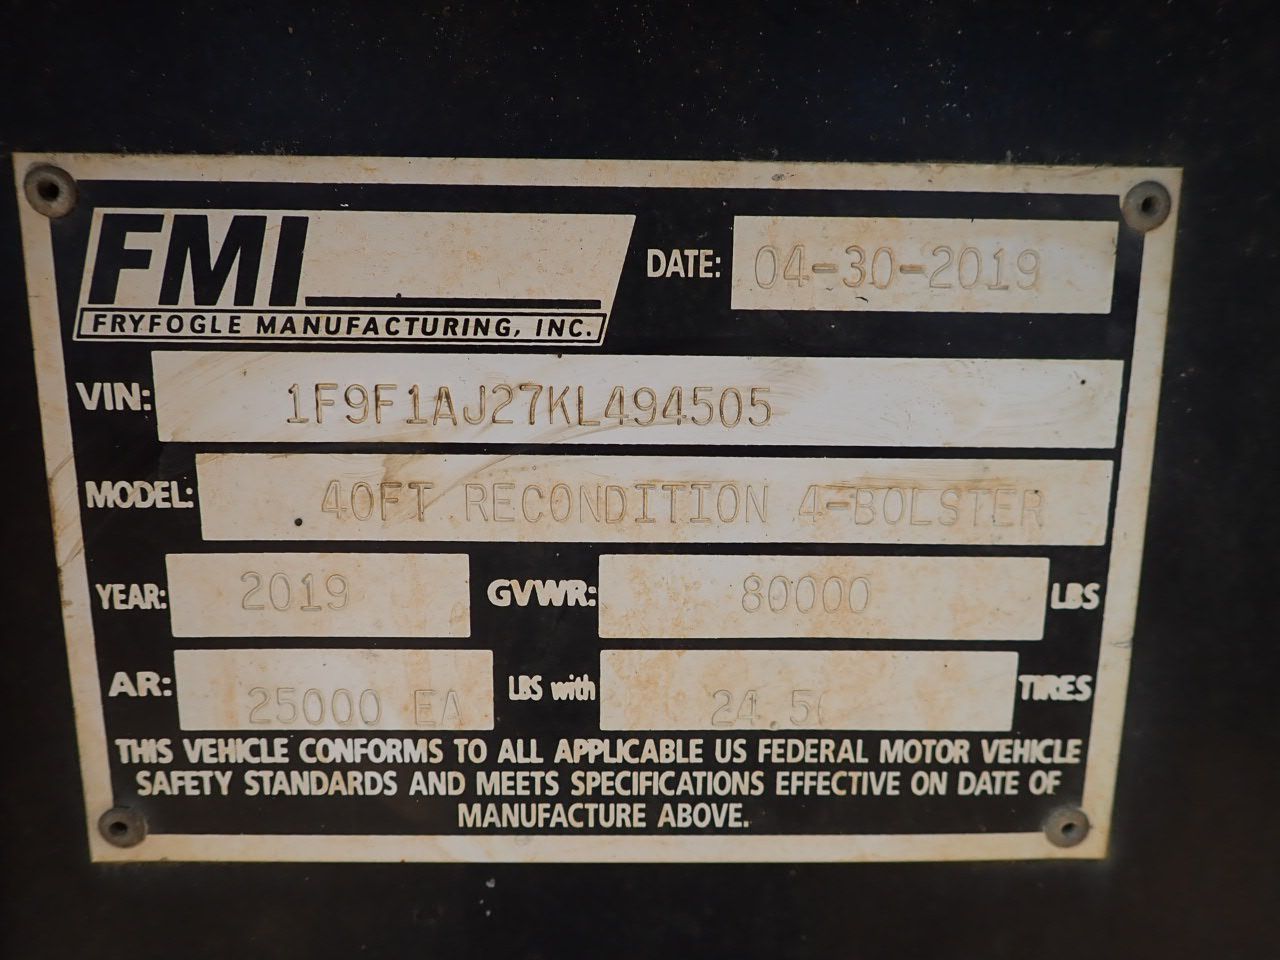 FMI
FRYFOGLE MANUFACTURING, INC.
DATE: 04-30-2019
VIN: 1F9F1AJ27KL494505
MODEL: 40FT RECONDITION 4-BOLSTER
YEAR: 2019 GVWR: 80000 LBS
AR: 25000 EA LBS with 24.5 TIRES
THIS VEHICLE CONFORMS TO ALL APPLICABLE US FEDERAL MOTOR VEHICLE
SAFETY STANDARDS AND MEETS SPECIFICATIONS EFFECTIVE ON DATE OF
MANUFACTURE ABOVE.